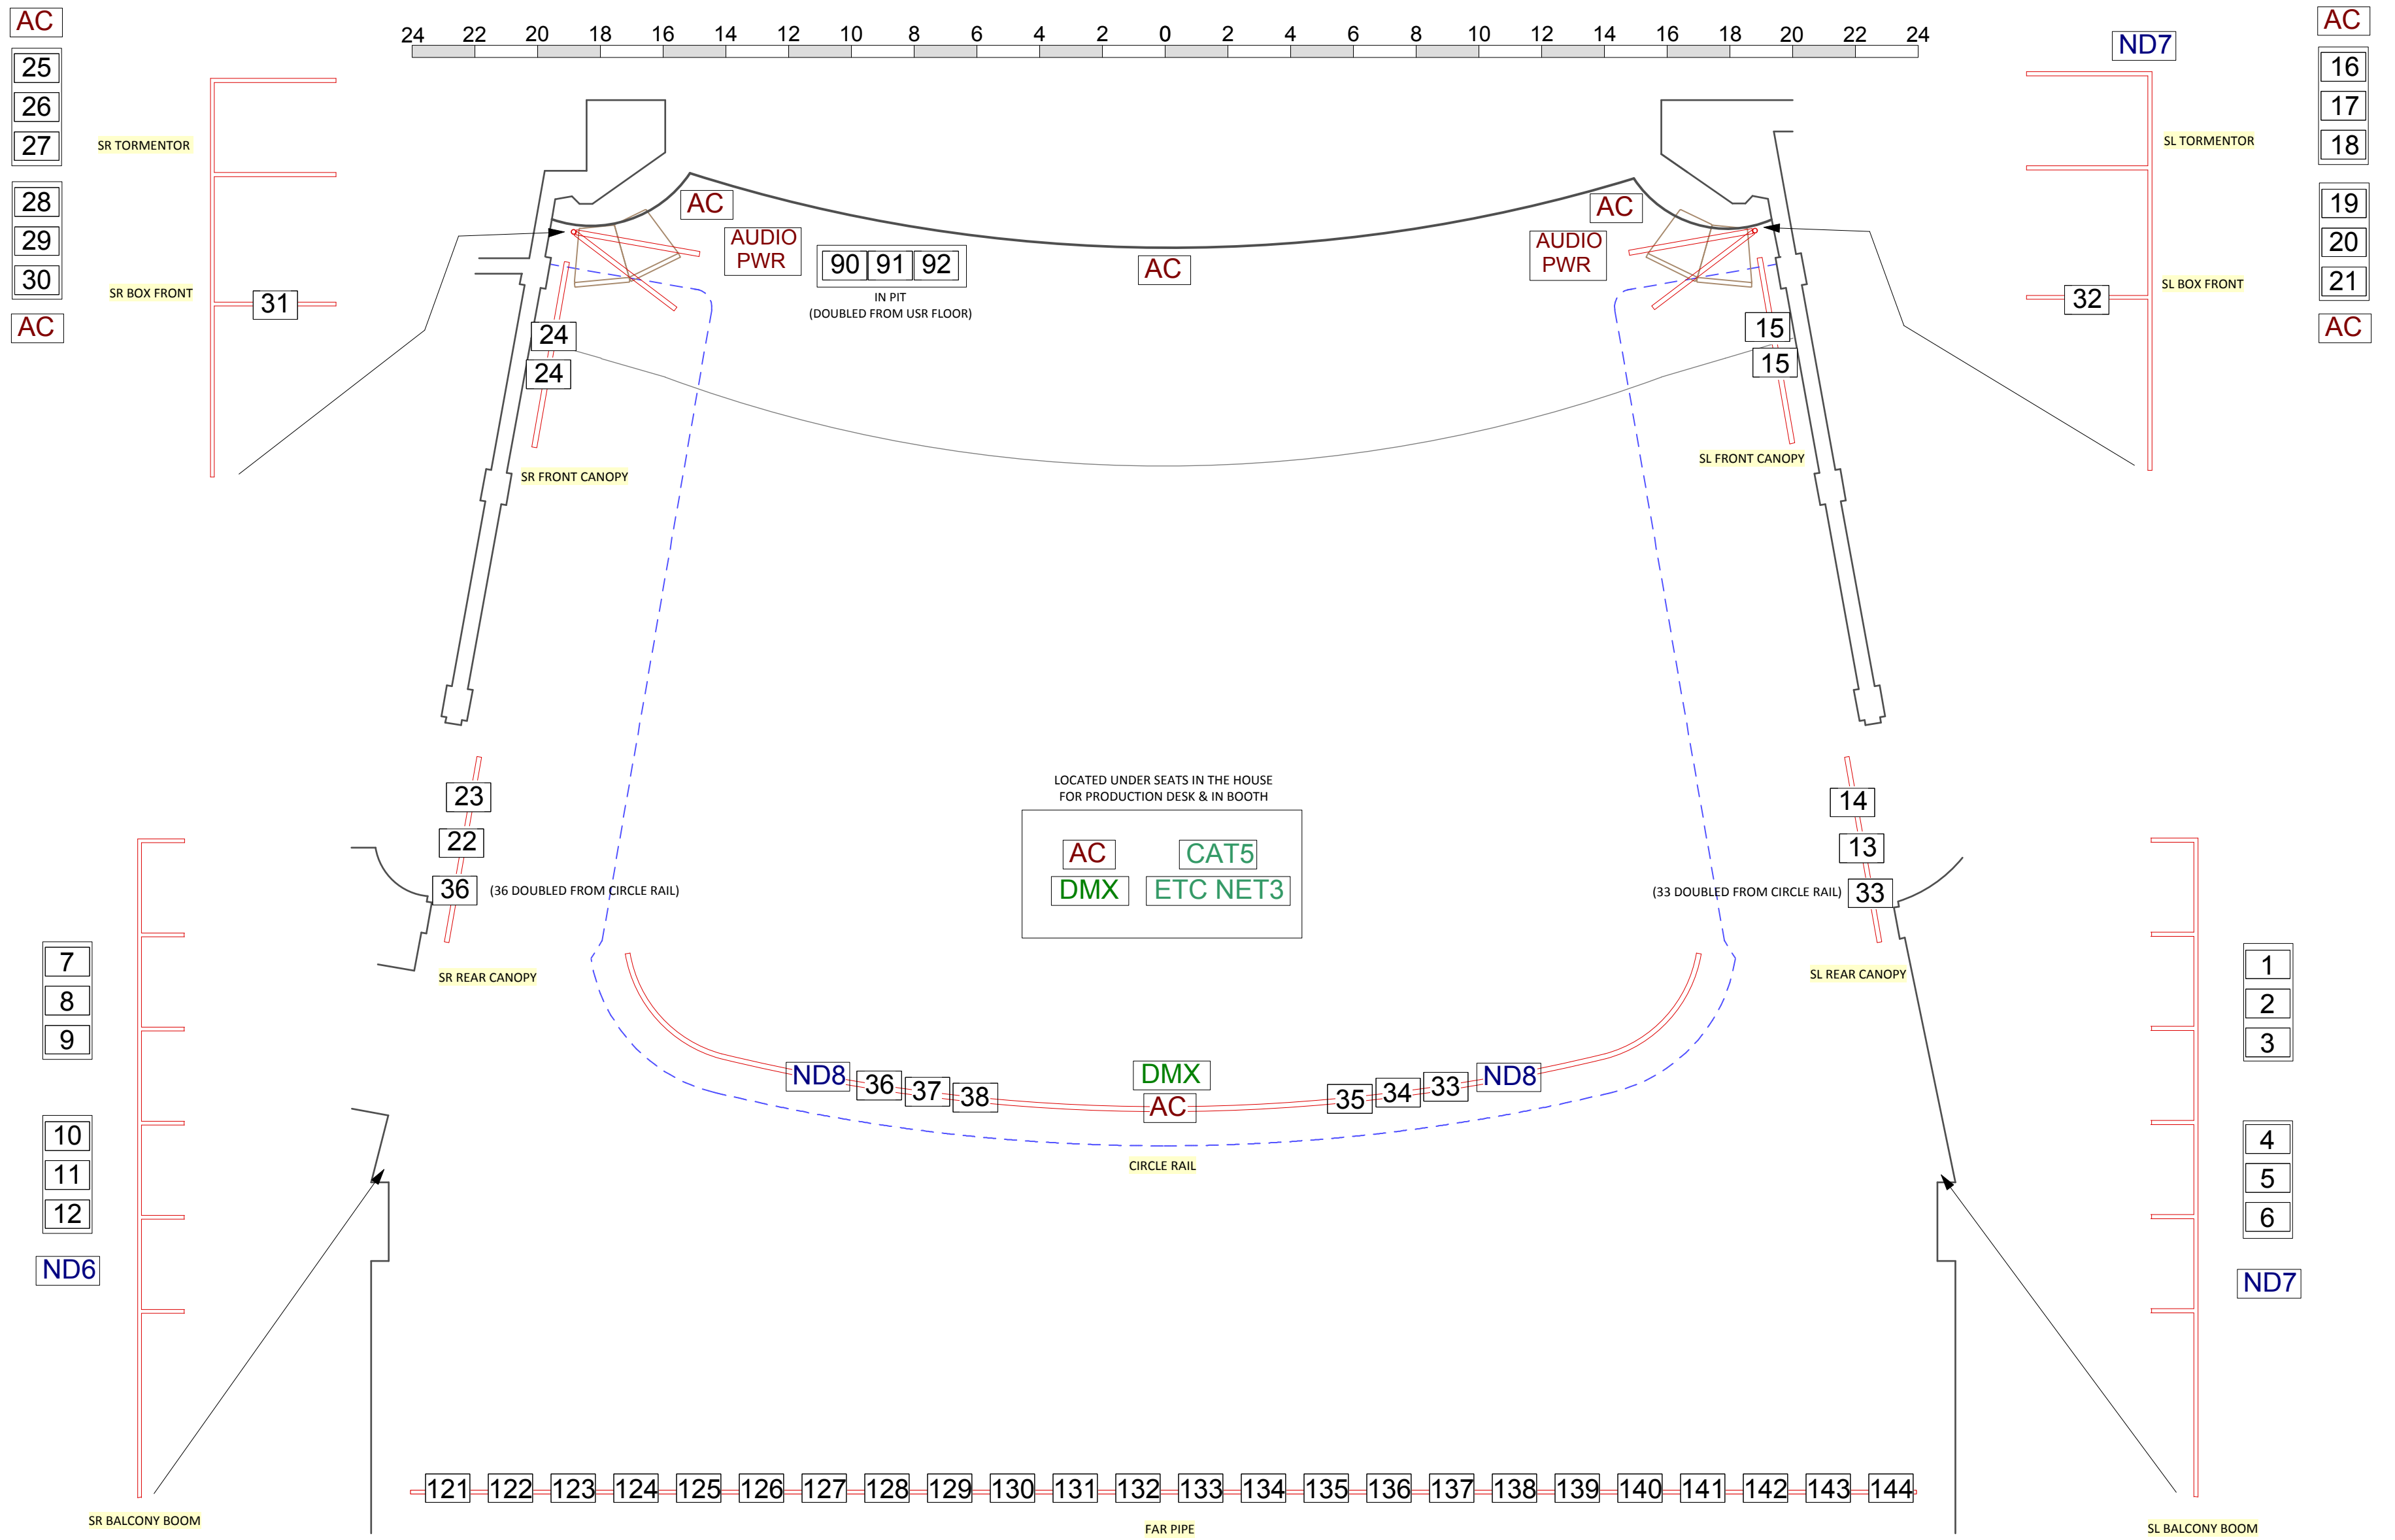 AC
25
26
27
28
29
30
AC
SR TORMENTOR
SR BOX FRONT
31
24 22 20 18 16 14 12 10 8 6 4 2 0 2 4 6 8 10 12 14 16 18 20 22 24
ND7
AC
16
17
18
19
20
21
AC
SL TORMENTOR
SL BOX FRONT
32
AC
AUDIO
PWR
90 91 92
IN PIT
(DOUBLED FROM USR FLOOR)
AC
AC
AUDIO
PWR
24
24
SR FRONT CANOPY
15
15
SL FRONT CANOPY
23
22
36
(36 DOUBLED FROM CIRCLE RAIL)
SR REAR CANOPY
LOCATED UNDER SEATS IN THE HOUSE
FOR PRODUCTION DESK & IN BOOTH
AC CAT5
DMX ETC NET3
14
13
33
(33 DOUBLED FROM CIRCLE RAIL)
SL REAR CANOPY
7
8
9
10
11
12
ND6
SR BALCONY BOOM
ND8 36 37 38
DMX
AC
35 34 33 ND8
CIRCLE RAIL
1
2
3
4
5
6
ND7
SL BALCONY BOOM
121 122 123 124 125 126 127 128 129 130 131 132 133 134 135 136 137 138 139 140 141 142 143 144
FAR PIPE